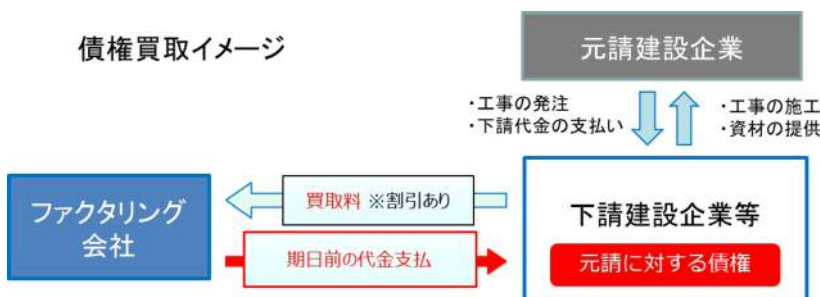 債権買取イメージ
元請建設企業
・工事の発注
・下請代金の支払い
・工事の施工
・資材の提供
ファクタリング
会社
買取料 ※割引あり
期日前の代金支払
下請建設企業等
元請に対する債権